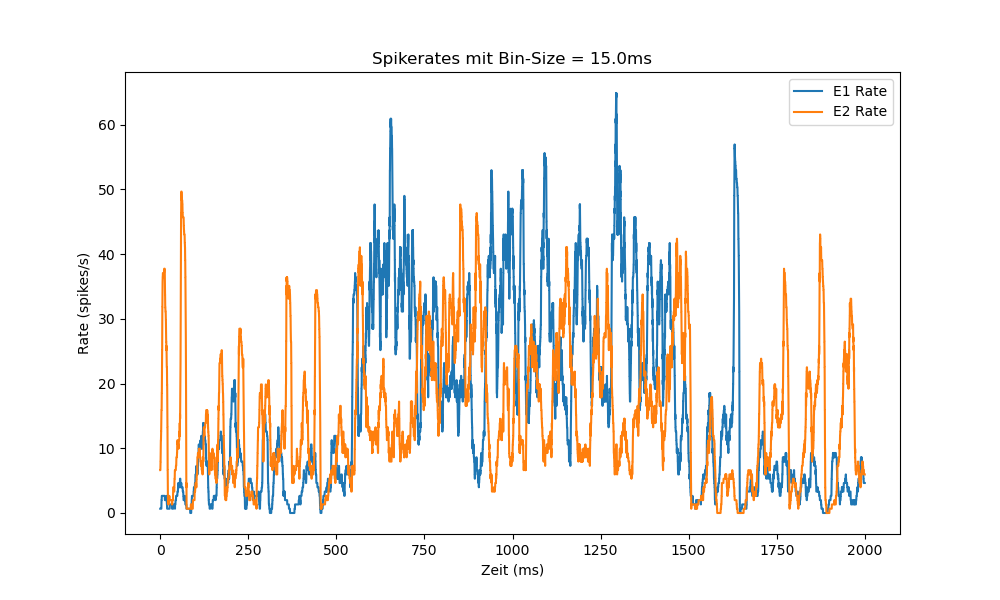 Spikerates mit Bin-Size = 15.0ms
E1 Rate
E2 Rate
Rate (spikes/s)
60
50
40
30
20
10
0
0 250 500 750 1000 1250 1500 1750 2000
Zeit (ms)